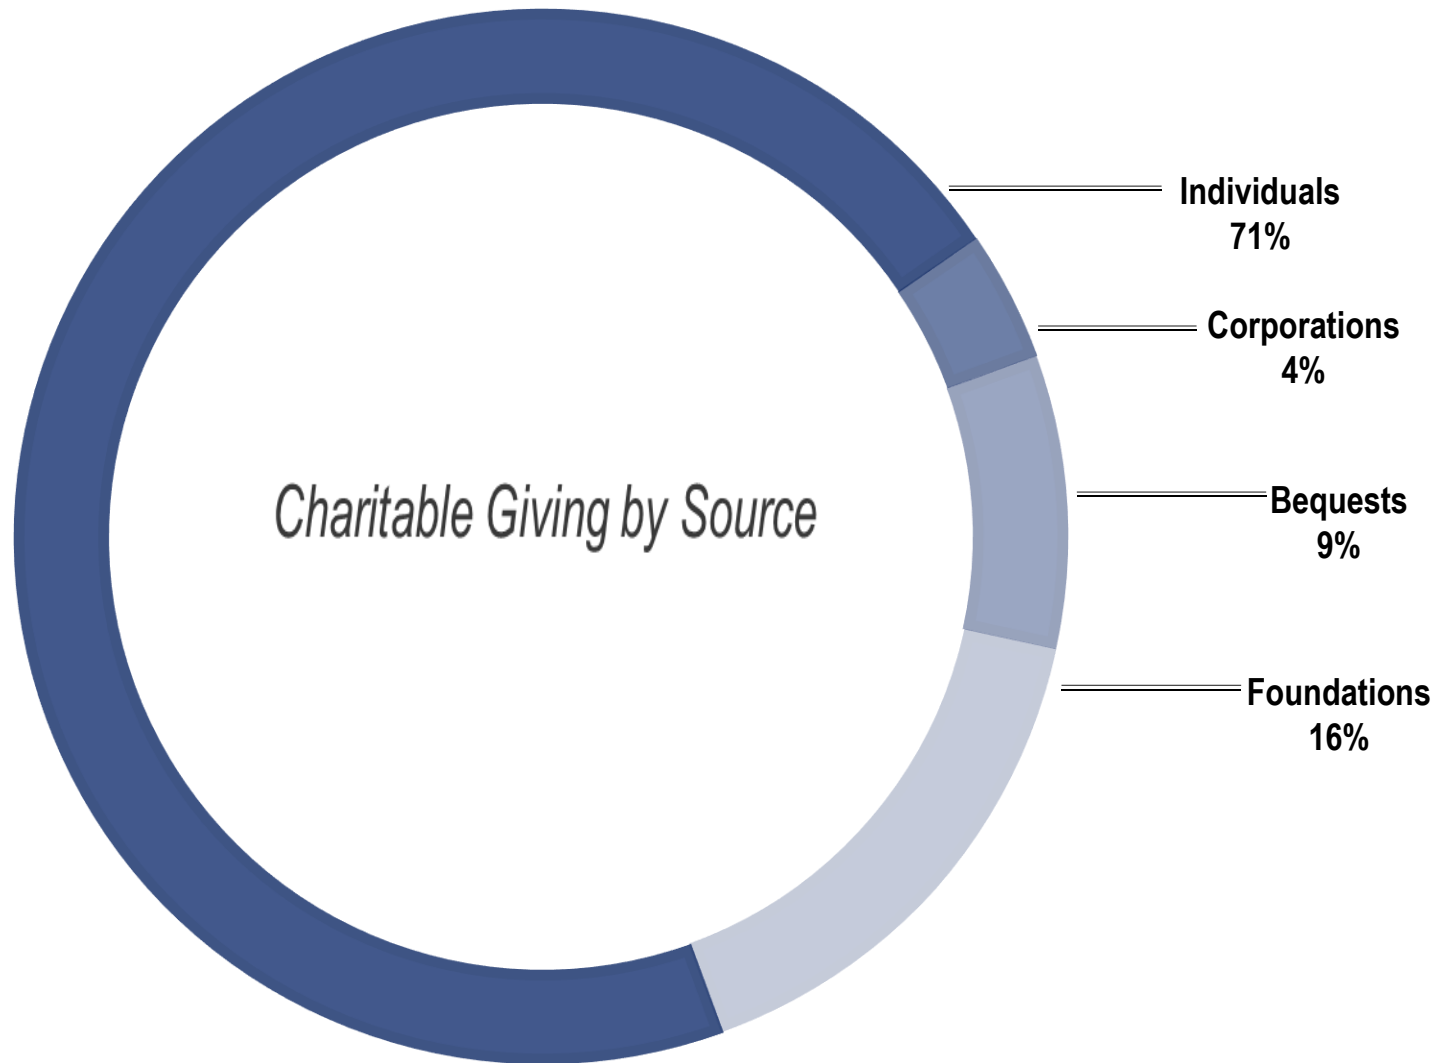 Individuals
71%
Corporations
4%
Charitable Giving by Source
Bequests
9%
Foundations
16%